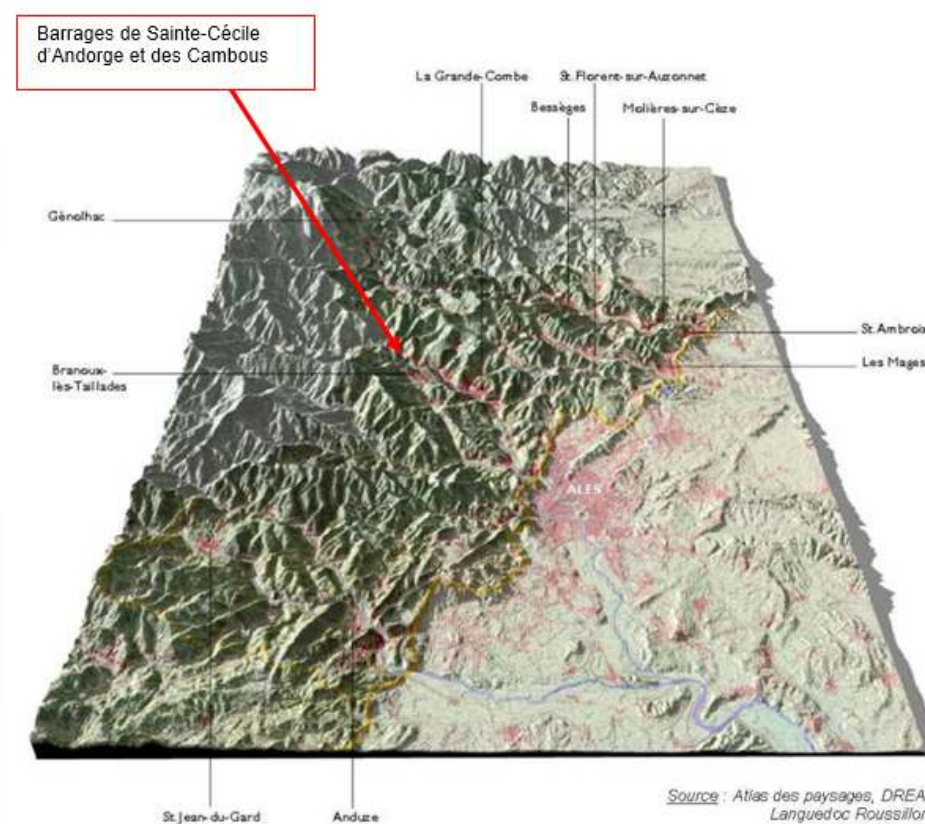 Barrages de Sainte-Cécile
d'Andorge et des Cambous
La Grande-Combe
St. Florent-sur-Auzonnet
Bessèges
Molières-sur-Cèze
Génolhac
St. Ambroix
Les Mages
Branoux-
lès-Taillades
ALES
St. Jean-du-Gard
Anduze
Source : Atlas des paysages, DREA
Languedoc Roussillon